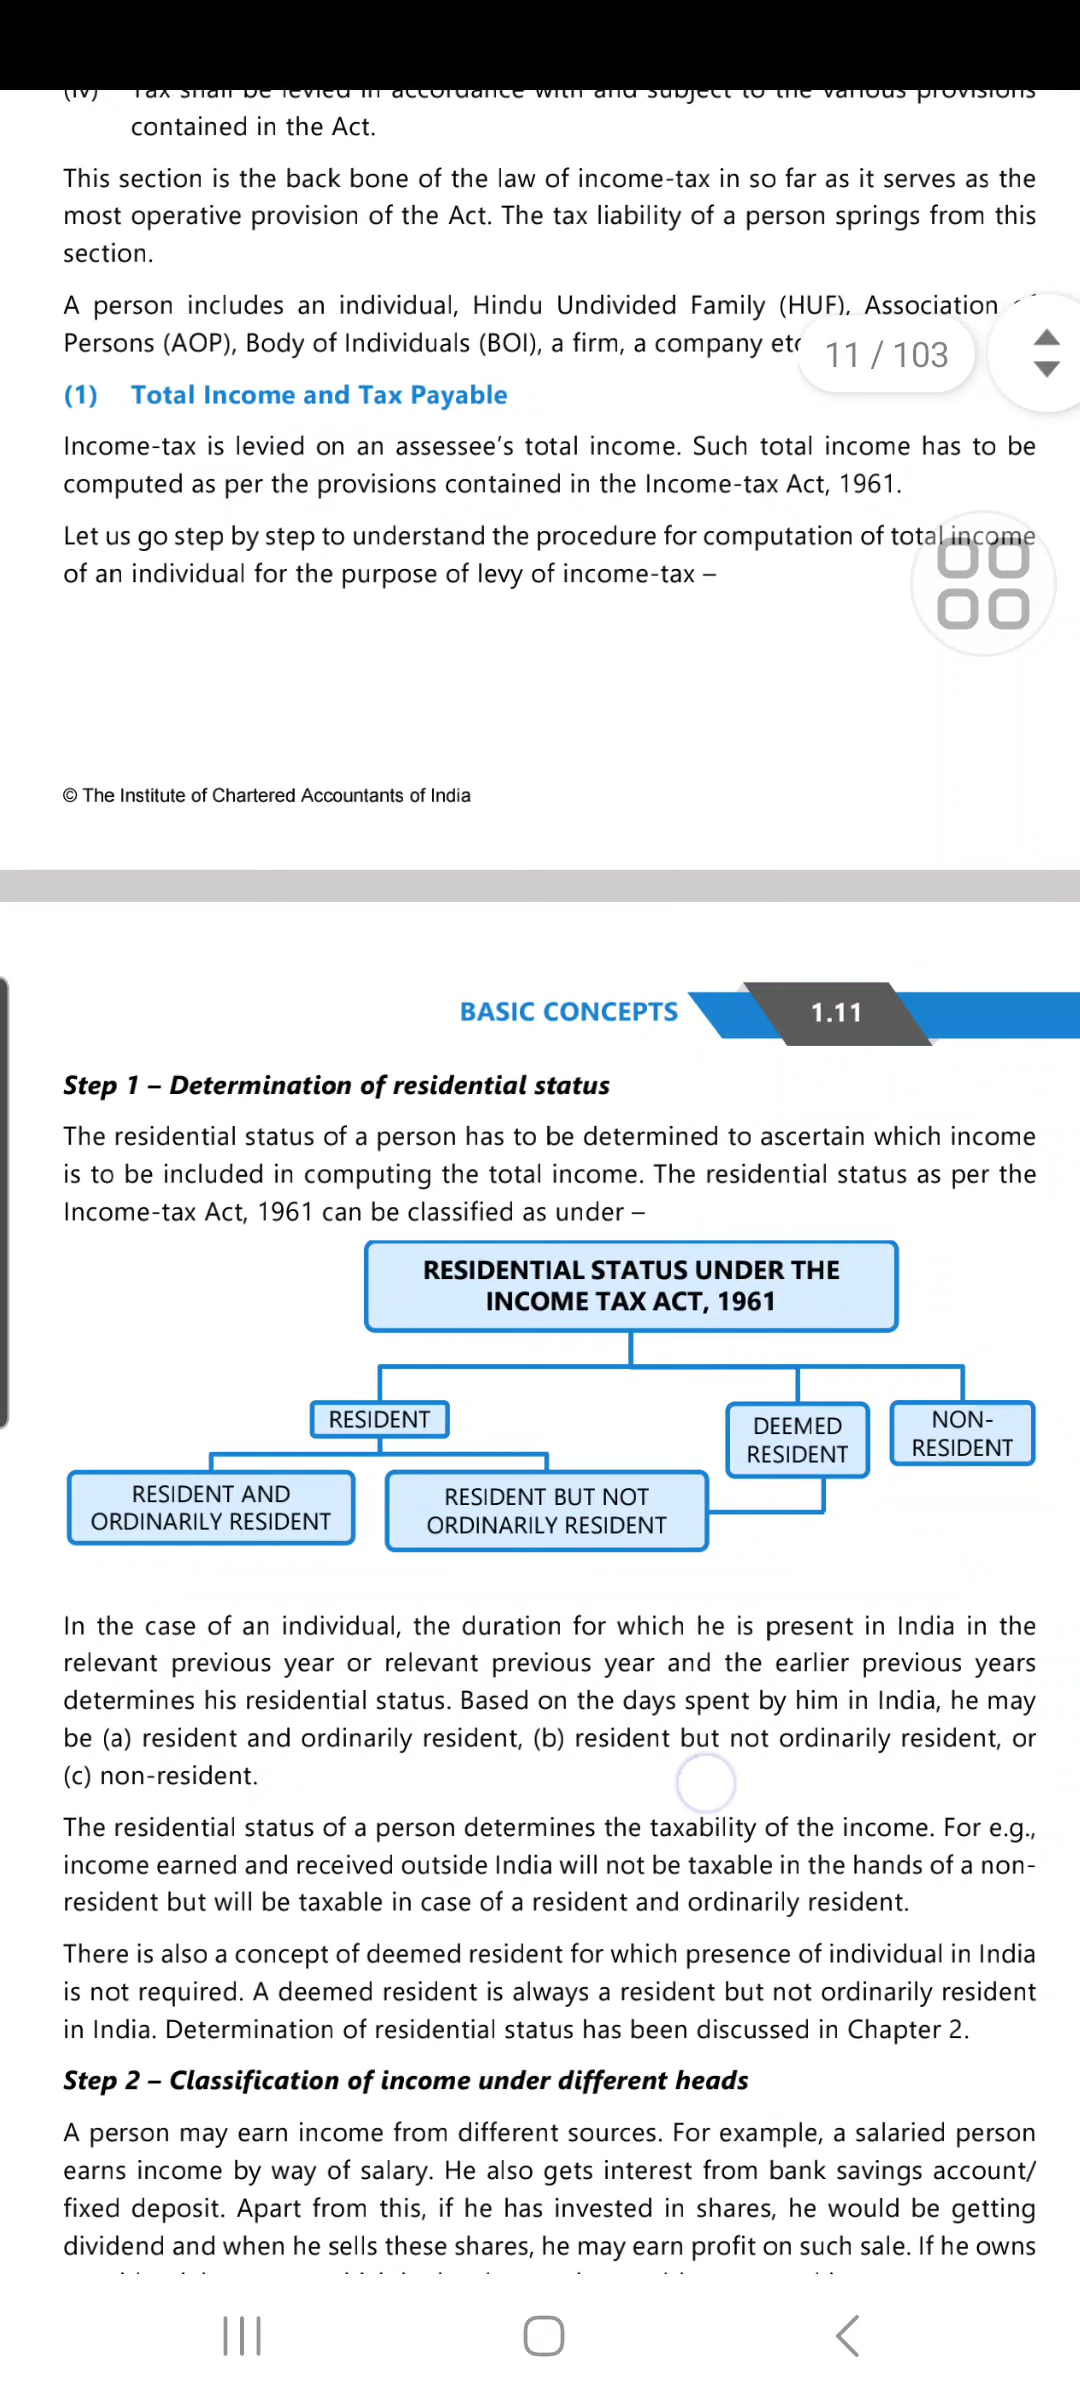 (iv) Tax shall be levied in accordance with and subject to the various provisions
contained in the Act.
This section is the back bone of the law of income-tax in so far as it serves as the
most operative provision of the Act. The tax liability of a person springs from this
section.
A person includes an individual, Hindu Undivided Family (HUF), Association
Persons (AOP), Body of Individuals (BOI), a firm, a company etc
11 / 103
(1) Total Income and Tax Payable
Income-tax is levied on an assessee's total income. Such total income has to be
computed as per the provisions contained in the Income-tax Act, 1961.
Let us go step by step to understand the procedure for computation of total income
of an individual for the purpose of levy of income-tax –
© The Institute of Chartered Accountants of India
BASIC CONCEPTS 1.11
Step 1 – Determination of residential status
The residential status of a person has to be determined to ascertain which income
is to be included in computing the total income. The residential status as per the
Income-tax Act, 1961 can be classified as under –
RESIDENTIAL STATUS UNDER THE
INCOME TAX ACT, 1961
RESIDENT
DEEMED
RESIDENT
NON-
RESIDENT
RESIDENT AND
ORDINARILY RESIDENT
RESIDENT BUT NOT
ORDINARILY RESIDENT
In the case of an individual, the duration for which he is present in India in the
relevant previous year or relevant previous year and the earlier previous years
determines his residential status. Based on the days spent by him in India, he may
be (a) resident and ordinarily resident, (b) resident but not ordinarily resident, or
(c) non-resident.
The residential status of a person determines the taxability of the income. For e.g.,
income earned and received outside India will not be taxable in the hands of a non-
resident but will be taxable in case of a resident and ordinarily resident.
There is also a concept of deemed resident for which presence of individual in India
is not required. A deemed resident is always a resident but not ordinarily resident
in India. Determination of residential status has been discussed in Chapter 2.
Step 2 – Classification of income under different heads
A person may earn income from different sources. For example, a salaried person
earns income by way of salary. He also gets interest from bank savings account/
fixed deposit. Apart from this, if he has invested in shares, he would be getting
dividend and when he sells these shares, he may earn profit on such sale. If he owns